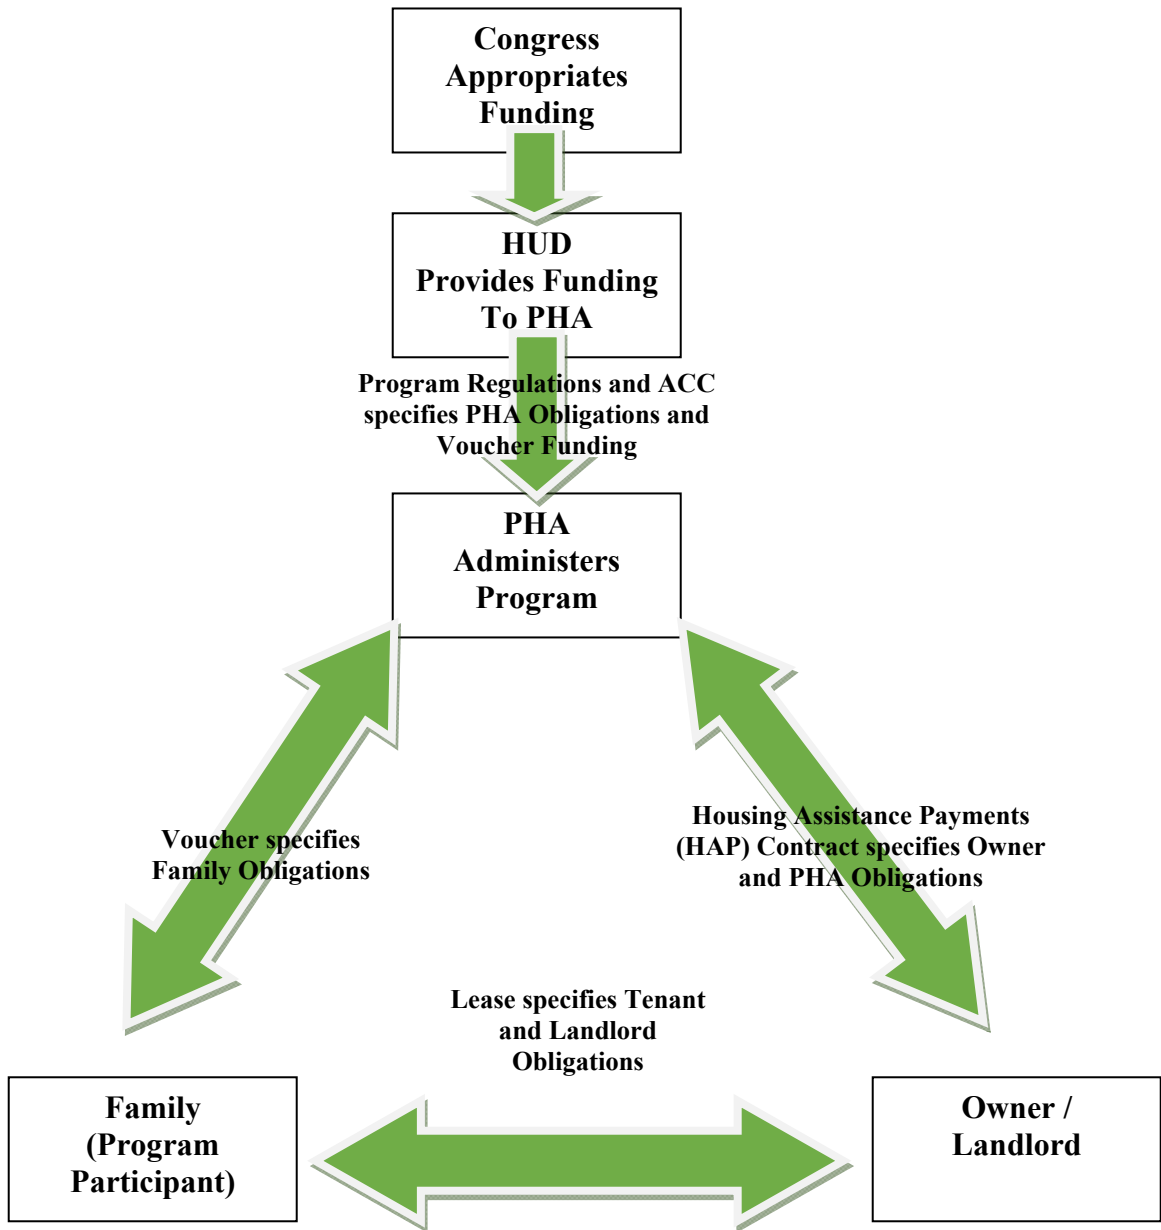 Congress
Appropriates
Funding
HUD
Provides Funding
To PHA
Program Regulations and ACC
specifies PHA Obligations and
Voucher Funding
PHA
Administers
Program
Voucher specifies
Family Obligations
Housing Assistance Payments
(HAP) Contract specifies Owner
and PHA Obligations
Lease specifies Tenant
and Landlord
Obligations
Family
(Program
Participant)
Owner /
Landlord